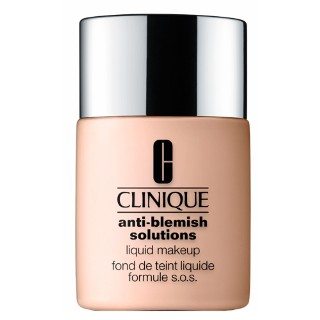 C
CLINIQUE
anti-blemish
solutions
liquid makeup
fond de teint liquide
formule s.o.s.